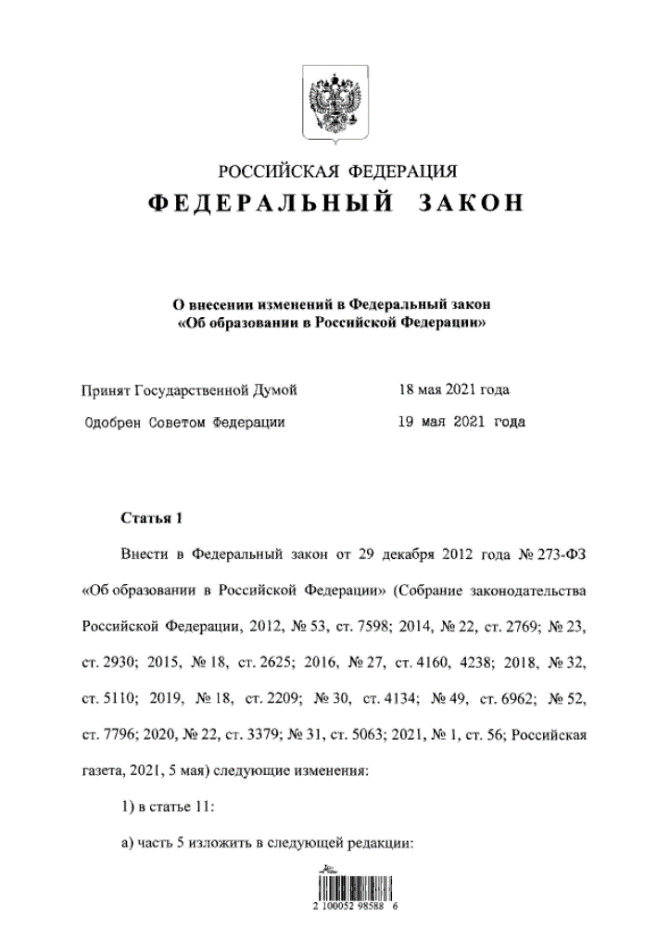 РОССИЙСКАЯ ФЕДЕРАЦИЯ
ФЕДЕРАЛЬНЫЙ ЗАКОН
О внесении изменений в Федеральный закон
«Об образовании в Российской Федерации»
Принят Государственной Думой 18 мая 2021 года
Одобрен Советом Федерации 19 мая 2021 года
Статья 1
Внести в Федеральный закон от 29 декабря 2012 года № 273-ФЗ
«Об образовании в Российской Федерации» (Собрание законодательства
Российской Федерации, 2012, № 53, ст. 7598; 2014, № 22, ст. 2769; № 23,
ст. 2930; 2015, № 18, ст. 2625; 2016, № 27, ст. 4160, 4238; 2018, № 32,
ст. 5110; 2019, № 18, ст. 2209; № 30, ст. 4134; № 49, ст. 6962; № 52,
ст. 7796; 2020, № 22, ст. 3379; № 31, ст. 5063; 2021, № 1, ст. 56; Российская
газета, 2021, 5 мая) следующие изменения:
1) в статье 11:
а) часть 5 изложить в следующей редакции:
2 100052 98588 6